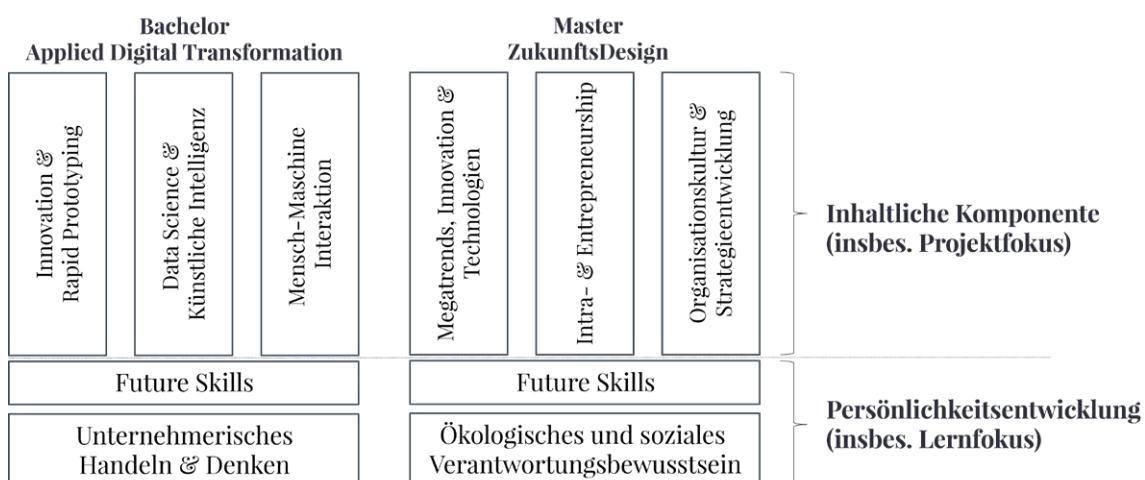 Bachelor
Applied Digital Transformation
Innovation &
Rapid Prototyping
Data Science &
Künstliche Intelligenz
Mensch-Maschine
Interaktion
Future Skills
Unternehmerisches
Handeln & Denken
Master
ZukunftsDesign
Megatrends, Innovation &
Technologien
Intra- & Entrepreneurship
Organisationskultur &
Strategieentwicklung
Future Skills
Ökologisches und soziales
Verantwortungsbewusstsein
Inhaltliche Komponente
(insbes. Projektfokus)
Persönlichkeitsentwicklung
(insbes. Lernfokus)